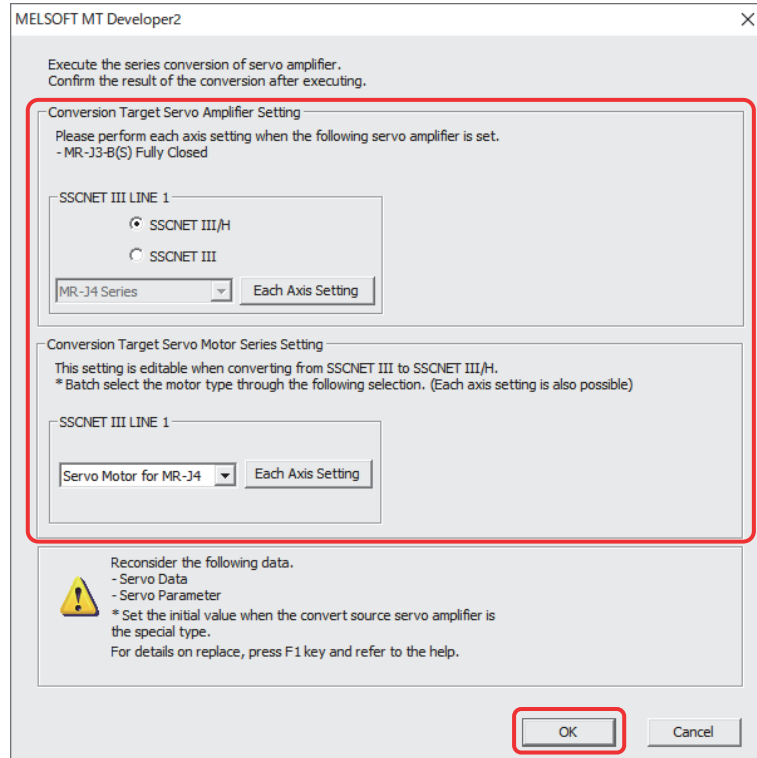 MELSOFT MT Developer2
Execute the series conversion of servo amplifier.
Confirm the result of the conversion after executing.
Conversion Target Servo Amplifier Setting
Please perform each axis setting when the following servo amplifier is set.
- MR-J3-B(S) Fully Closed
SSCNET III LINE 1
SSCNET III/H
SSCNET III
MR-J4 Series
Each Axis Setting
Conversion Target Servo Motor Series Setting
This setting is editable when converting from SSCNET III to SSCNET III/H.
* Batch select the motor type through the following selection. (Each axis setting is also possible)
SSCNET III LINE 1
Servo Motor for MR-J4
Each Axis Setting
Reconsider the following data.
- Servo Data
- Servo Parameter
* Set the initial value when the convert source servo amplifier is
the special type.
For details on replace, press F1 key and refer to the help.
OK
Cancel